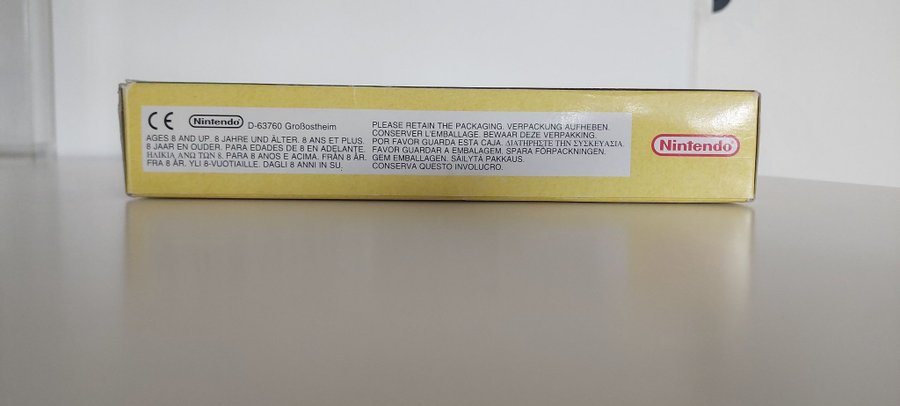 CE Nintendo D-63760 Großostheim
AGES 8 AND UP. 8 JAHRE UND ÄLTER. 8 ANS ET PLUS.
8 JAAR EN OUDER. PARA EDADES DE 8 EN ADELANTE.
ΗΛΙΚΙΑ ΑΝΩ ΤΩΝ 8. PARA 8 ANOS E ACIMA. FRÅN 8 ÅR.
FRA 8 ÅR. YLI 8-VUOTIAILLE. DAGLI 8 ANNI IN SU.
PLEASE RETAIN THE PACKAGING. VERPACKUNG AUFHEBEN.
CONSERVER L'EMBALLAGE. BEWAAR DEZE VERPAKKING.
POR FAVOR GUARDA ESTA CAJA. ΔΙΑΤΗΡΗΣΤΕ ΤΗΝ ΣΥΣΚΕΥΑΣΙΑ.
FAVOR GUARDAR A EMBALAGEM. SPARA FÖRPACKNINGEN.
GEM EMBALLAGEN. SÄILYTÄ PAKKAUS.
CONSERVA QUESTO INVOLUCRO.
Nintendo®